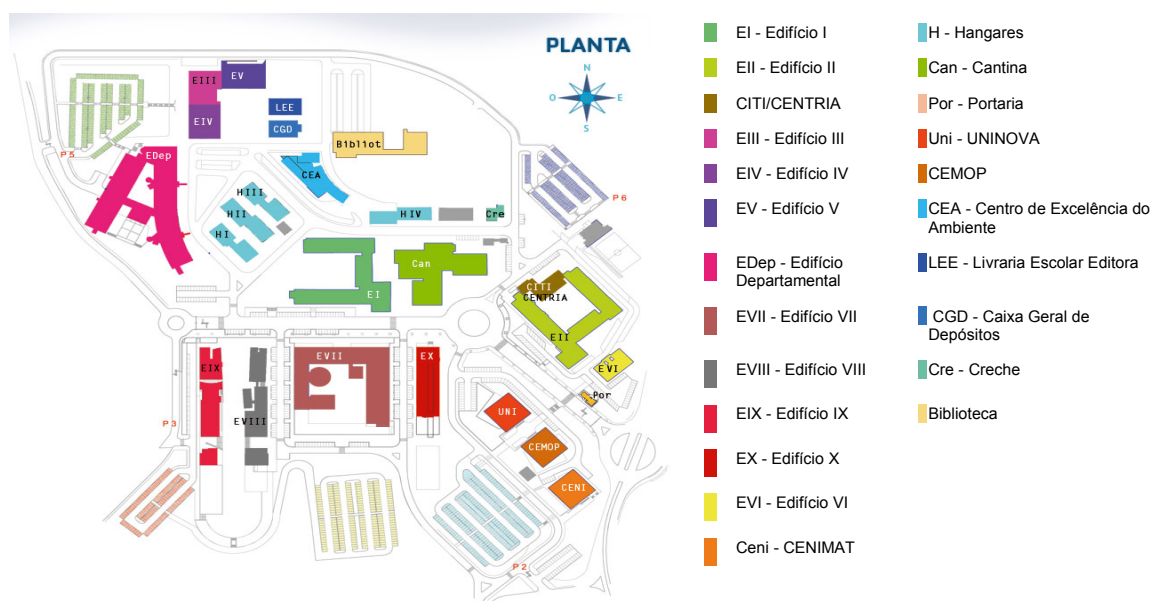 PLANTA
N
O
E
S
EIII
EV
EIV
LEE
CGD
Bibliot
P5
EDep
CEA
HIII
HII
HI
HIV
Cre
P6
EI
Can
CITI
CENTRIA
EII
EVI
Por
EIX
EVIII
EVII
EX
UNI
CEMOP
CENI
P3
P2
EI - Edifício I
EII - Edifício II
CITI/CENTRIA
EIII - Edifício III
EIV - Edifício IV
EV - Edifício V
EDep - Edifício
Departamental
EVII - Edifício VII
EVIII - Edifício VIII
EIX - Edifício IX
EX - Edifício X
EVI - Edifício VI
Ceni - CENIMAT
H - Hangares
Can - Cantina
Por - Portaria
Uni - UNINOVA
CEMOP
CEA - Centro de Excelência do
Ambiente
LEE - Livraria Escolar Editora
CGD - Caixa Geral de
Depósitos
Cre - Creche
Biblioteca